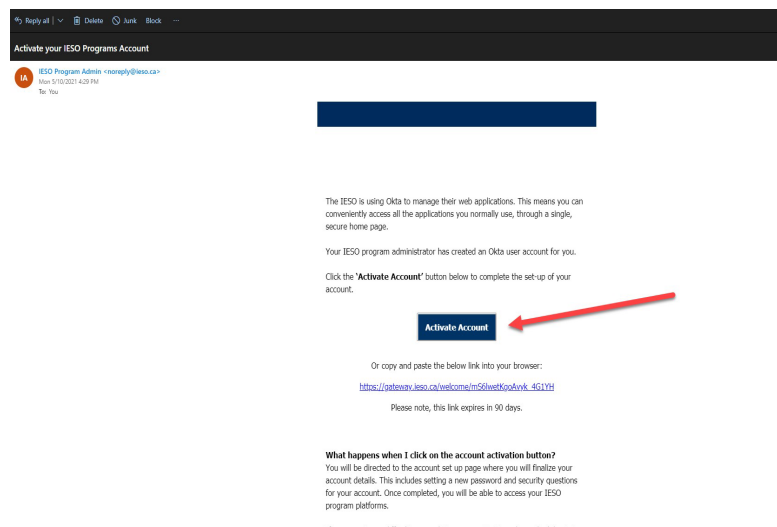 Reply all | Delete Junk Block ...
Activate your IESO Programs Account
IA
IESO Program Admin <noreply@ieso.ca>
Mon 5/10/2021 4:29 PM
To: You
The IESO is using Okta to manage their web applications. This means you can
conveniently access all the applications you normally use, through a single,
secure home page.
Your IESO program administrator has created an Okta user account for you.
Click the 'Activate Account' button below to complete the set-up of your
account.
Activate Account
Or copy and paste the below link into your browser:
https://gateway.ieso.ca/welcome/mS6lwetKgoAvyk_4G1YH
Please note, this link expires in 90 days.
What happens when I click on the account activation button?
You will be directed to the account set up page where you will finalize your
account details. This includes setting a new password and security questions
for your account. Once completed, you will be able to access your IESO
program platforms.